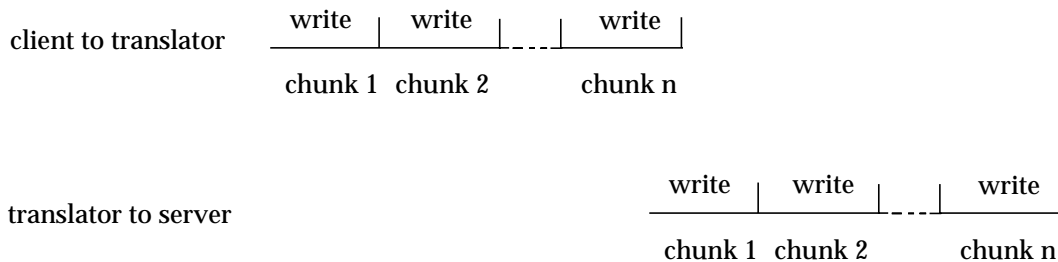 write write write
client to translator
chunk 1 chunk 2 chunk n
write write write
translator to server
chunk 1 chunk 2 chunk n